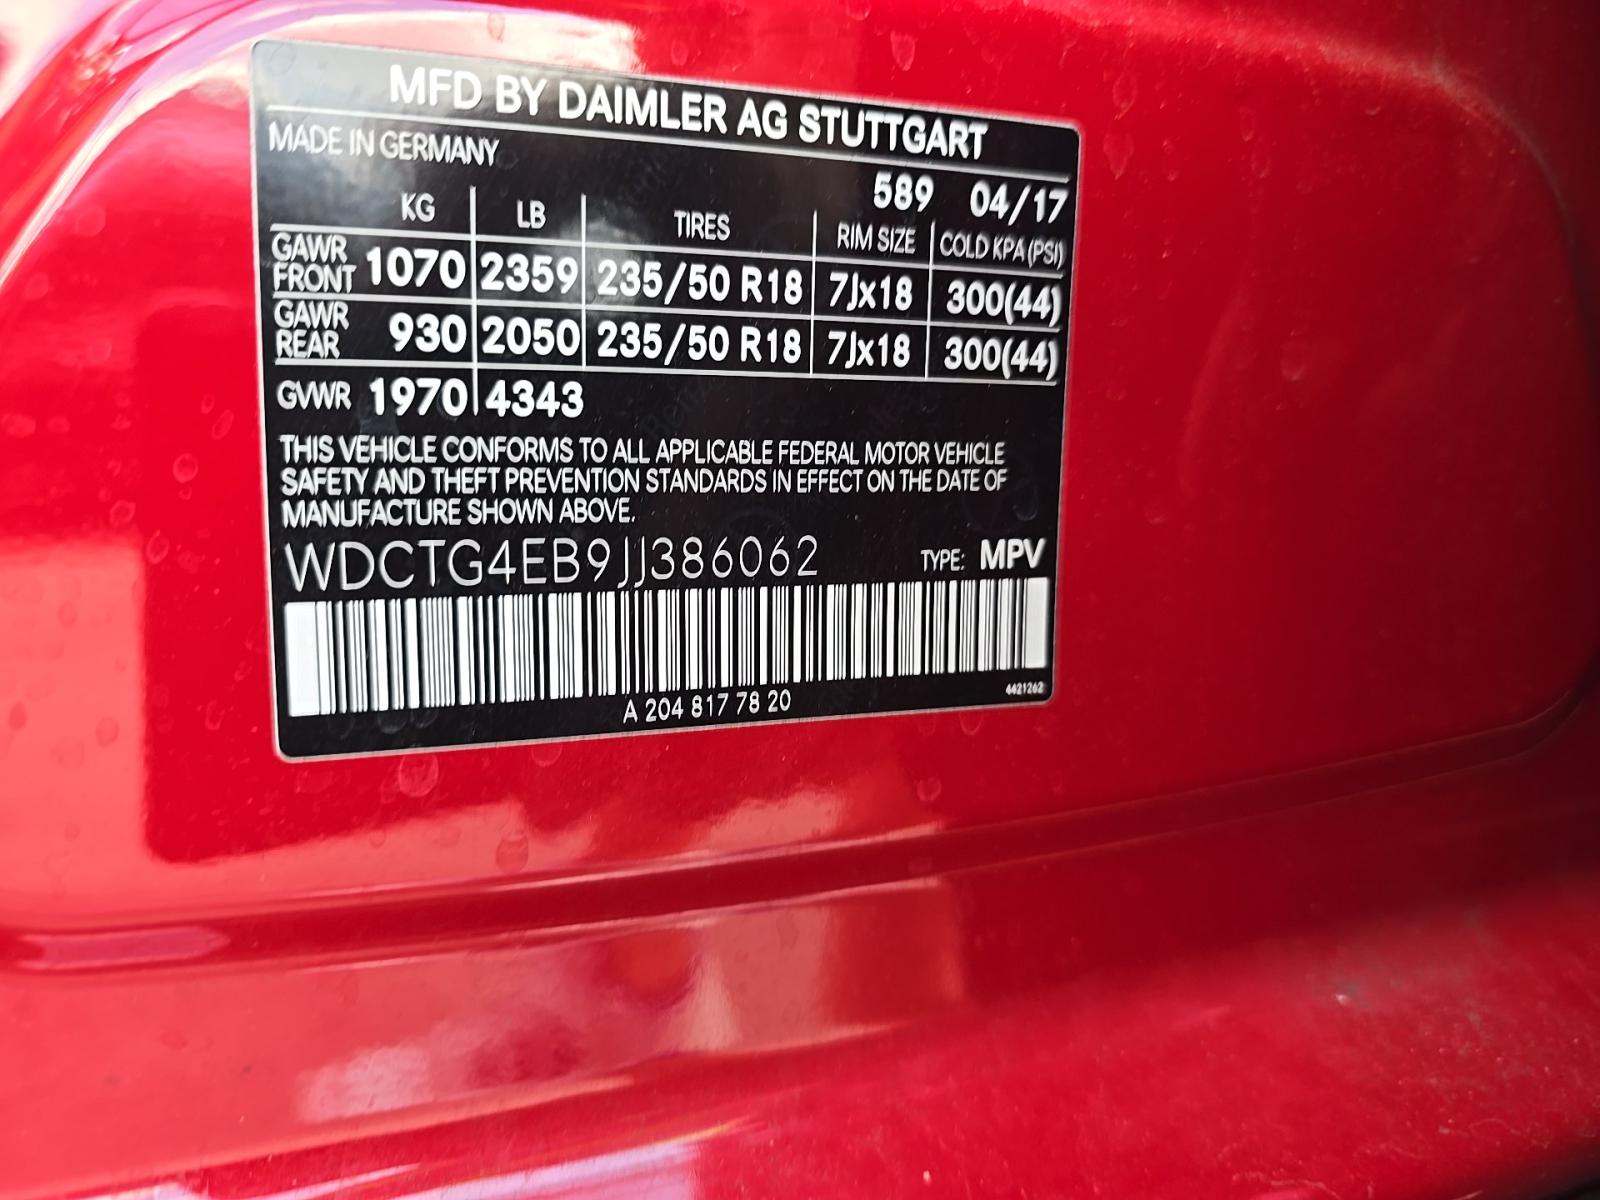 MFD BY DAIMLER AG STUTTGART
MADE IN GERMANY
589 04/17
KG LB TIRES RIM SIZE COLD KPA (PSI)
GAWR FRONT 1070 2359 235/50 R18 7Jx18 300(44)
GAWR REAR 930 2050 235/50 R18 7Jx18 300(44)
GVWR 1970 4343
THIS VEHICLE CONFORMS TO ALL APPLICABLE FEDERAL MOTOR VEHICLE
SAFETY AND THEFT PREVENTION STANDARDS IN EFFECT ON THE DATE OF
MANUFACTURE SHOWN ABOVE.
WDCTG4EB9JJ386062 TYPE: MPV
A 204 817 78 20
4421262